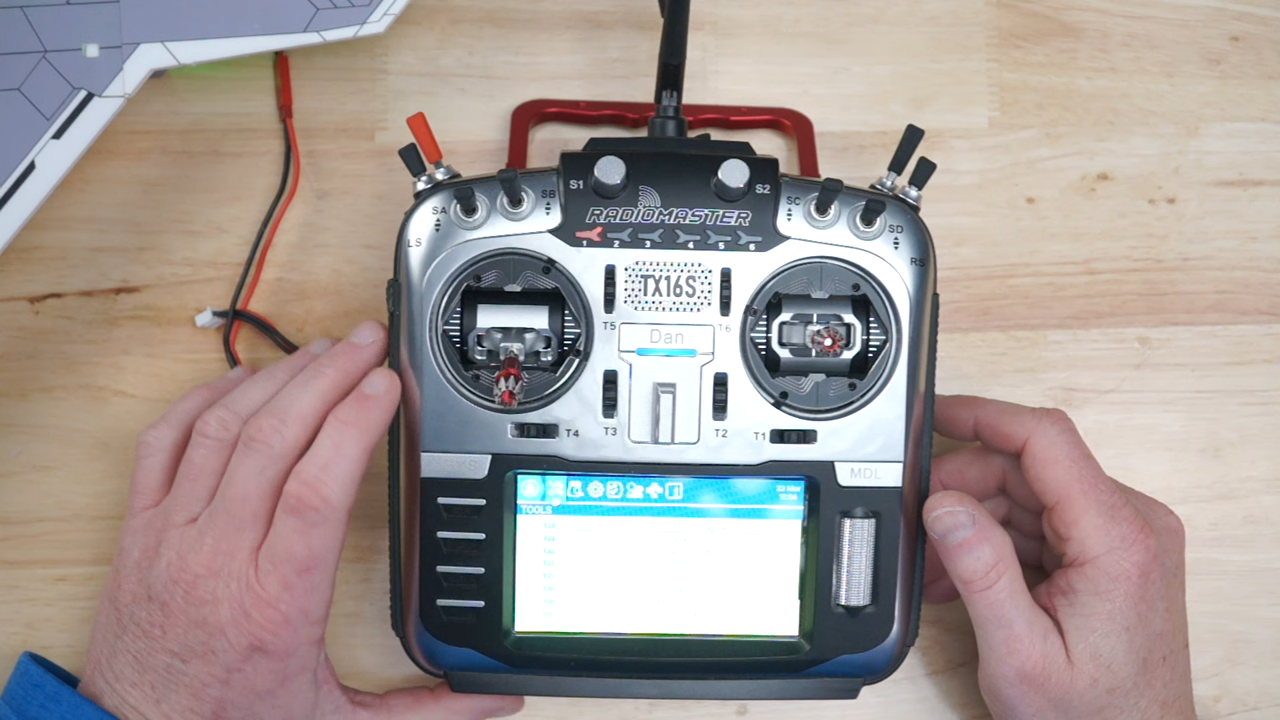 S1
S2
SA
SB
SC
SD
LS
RS
RADIOMASTER
1 2 3 4 5 6
TX16S
T5
T6
Dan
T4
T3
T2
T1
MDL
TOOLS